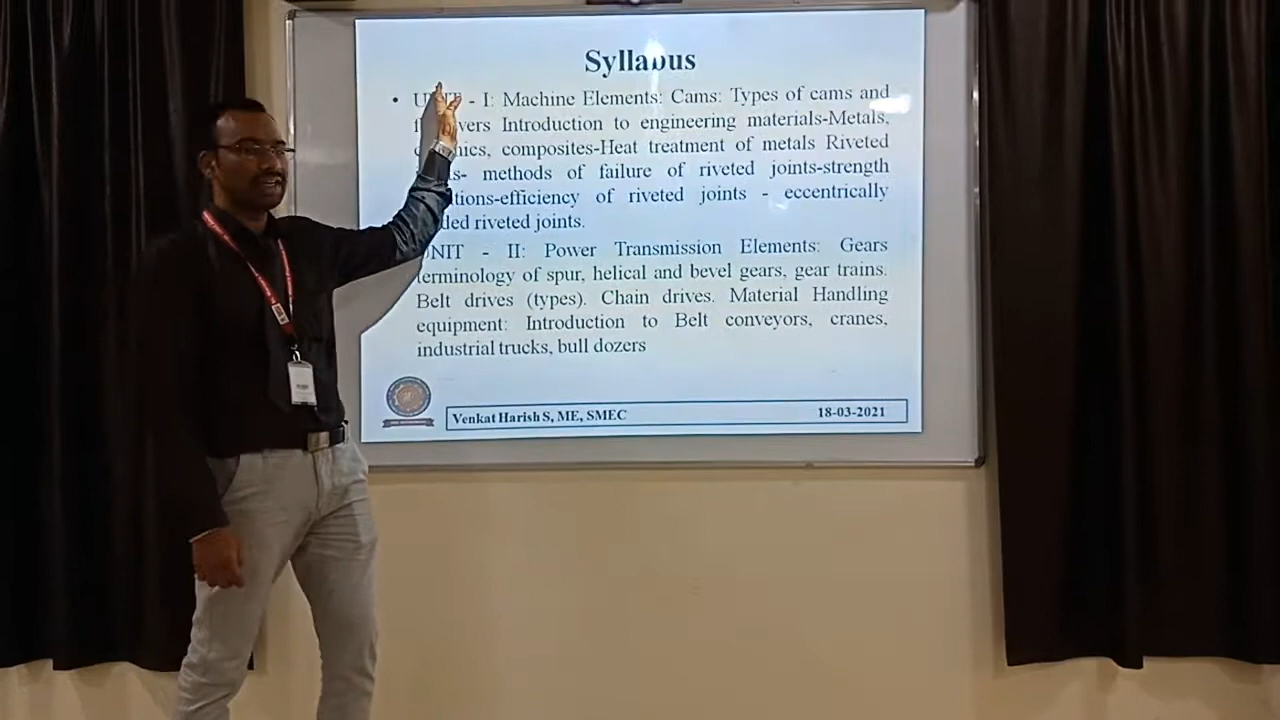 Syllabus
• - I: Machine Elements: Cams: Types of cams and
Introduction to engineering materials-Metals,
composites-Heat treatment of metals Riveted
methods of failure of riveted joints-strength
efficiency of riveted joints - eccentrically
riveted joints.
UNIT - II: Power Transmission Elements: Gears
terminology of spur, helical and bevel gears, gear trains.
Belt drives (types). Chain drives. Material Handling
equipment: Introduction to Belt conveyors, cranes,
industrial trucks, bull dozers
Venkat Harish S, ME, SMEC
18-03-2021